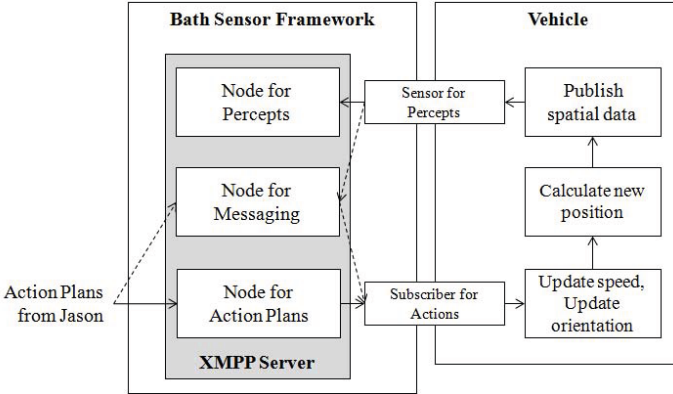 Bath Sensor Framework
Vehicle
Node for
Percepts
Sensor for
Percepts
Publish
spatial data
Node for
Messaging
Calculate new
position
Action Plans
from Jason
Node for
Action Plans
Subscriber for
Actions
Update speed,
Update
orientation
XMPP Server